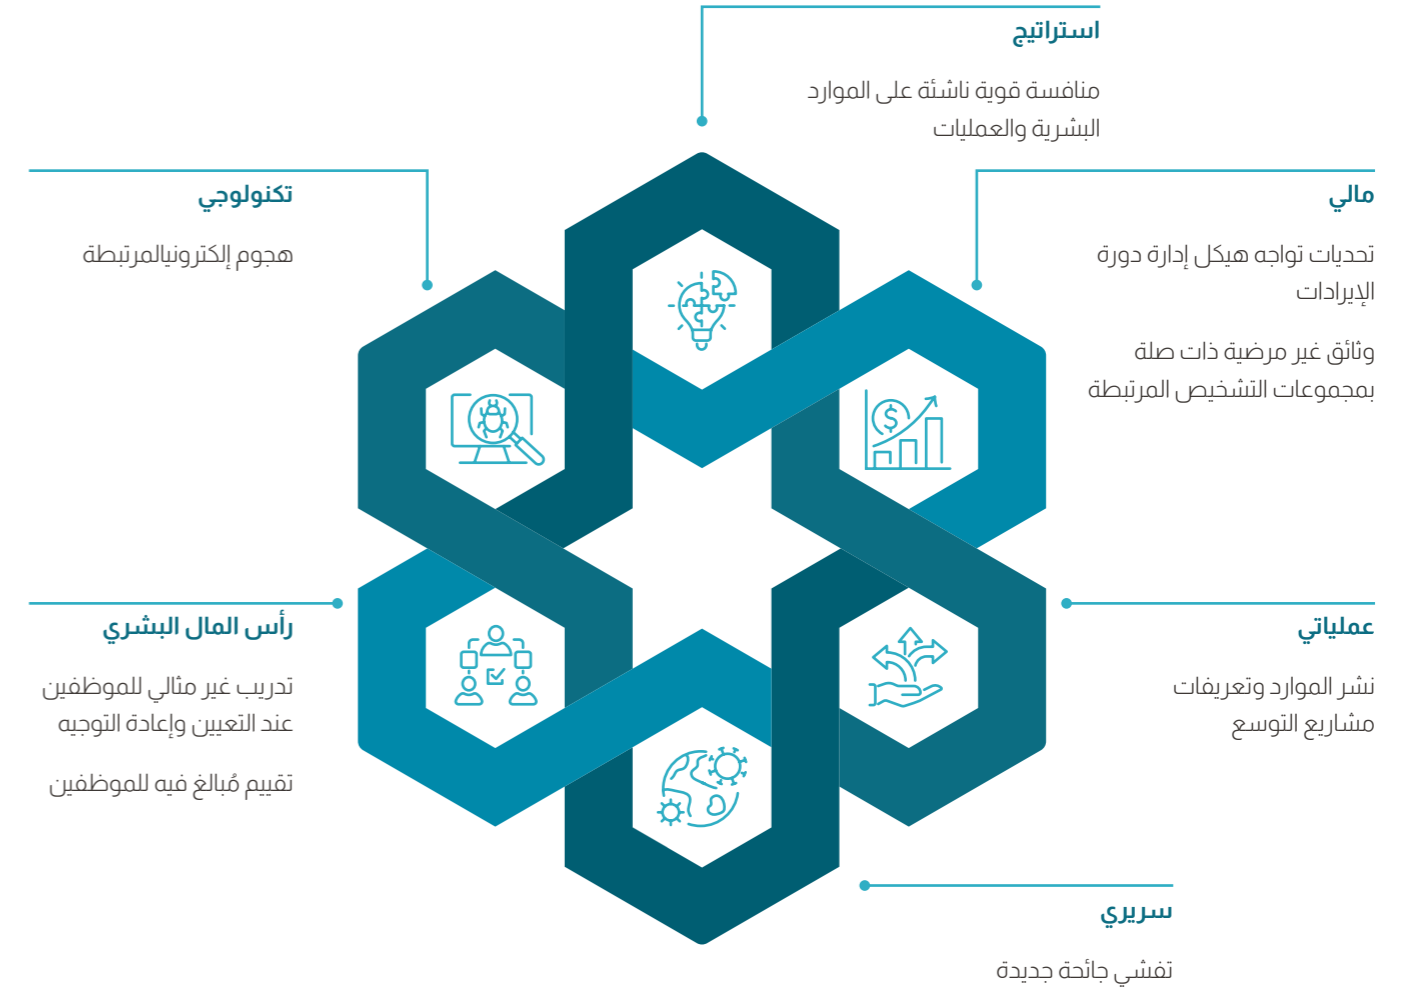 استراتيج
منافسة قوية ناشئة على الموارد
البشرية والعمليات
مالي
تحديات تواجه هيكل إدارة دورة
الإيرادات
وثائق غير مرضية ذات صلة
بمجموعات التشخيص المرتبطة
عملياتي
نشر الموارد وتعريفات
مشاريع التوسع
سريري
تفشي جائحة جديدة
رأس المال البشري
تدريب غير مثالي للموظفين
عند التعيين وإعادة التوجيه
تقييم مُبالغ فيه للموظفين
تكنولوجي
هجوم إلكترونيالمرتبطة
$